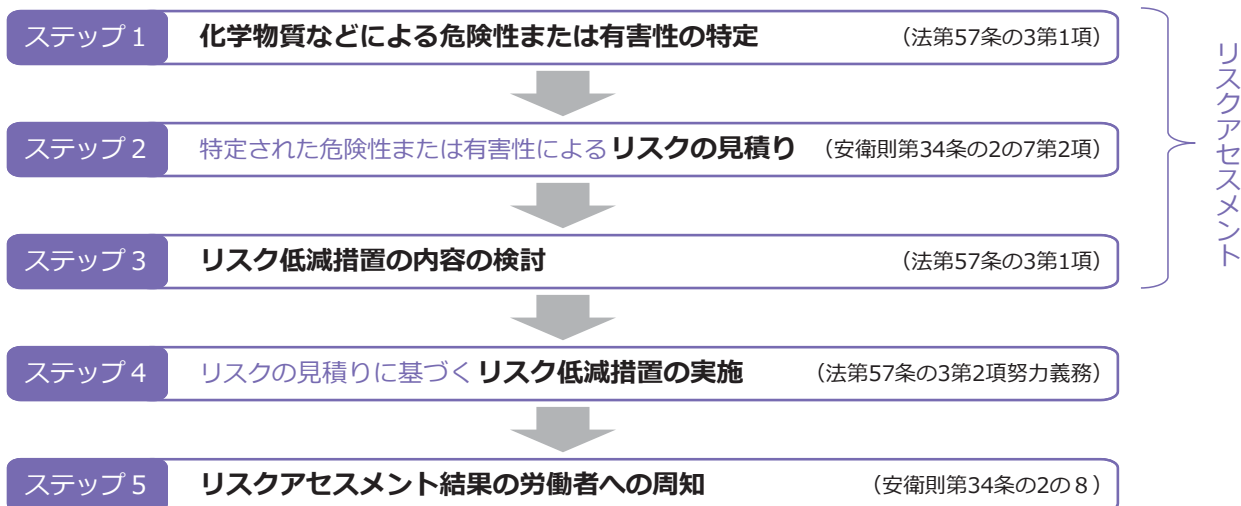 ステップ1 化学物質などによる危険性または有害性の特定 (法第57条の3第1項)
ステップ2 特定された危険性または有害性によるリスクの見積り (安衛則第34条の2の7第2項)
ステップ3 リスク低減措置の内容の検討 (法第57条の3第1項)
リスクアセスメント
ステップ4 リスクの見積りに基づくリスク低減措置の実施 (法第57条の3第2項努力義務)
ステップ5 リスクアセスメント結果の労働者への周知 (安衛則第34条の2の8)